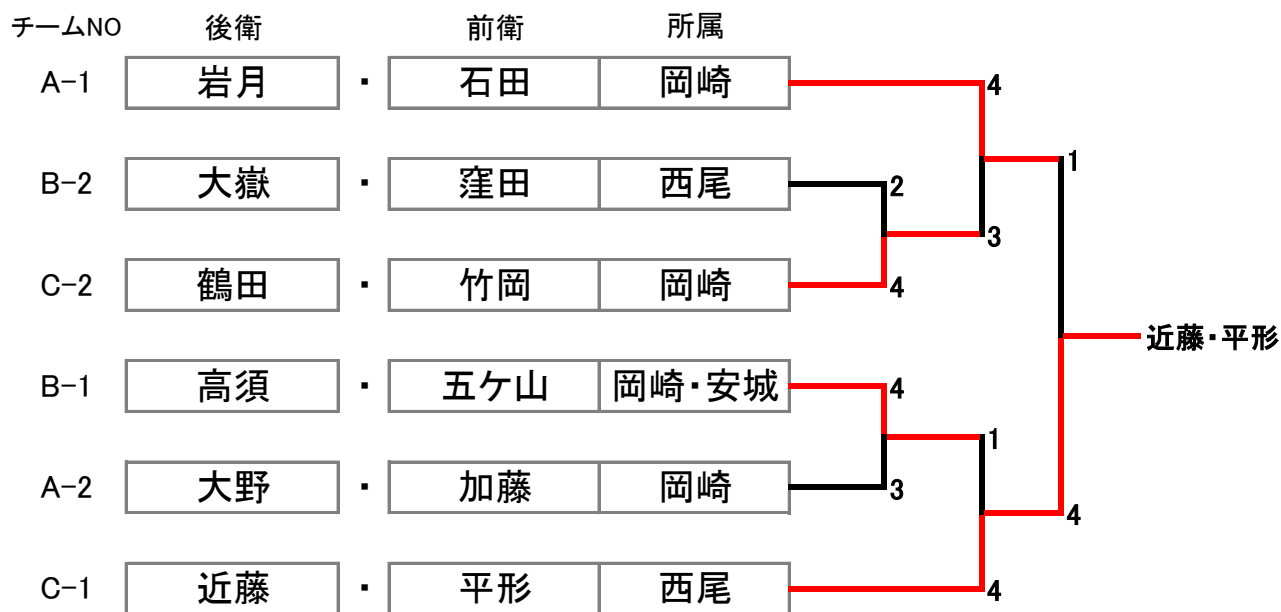 チームNO 後衛 前衛 所属
A-1 岩月 ・ 石田 岡崎 4
1
B-2 大嶽 ・ 窪田 西尾 2
3
C-2 鶴田 ・ 竹岡 岡崎 4
近藤・平形
B-1 高須 ・ 五ケ山 岡崎・安城 4
1
A-2 大野 ・ 加藤 岡崎 3
4
C-1 近藤 ・ 平形 西尾 4